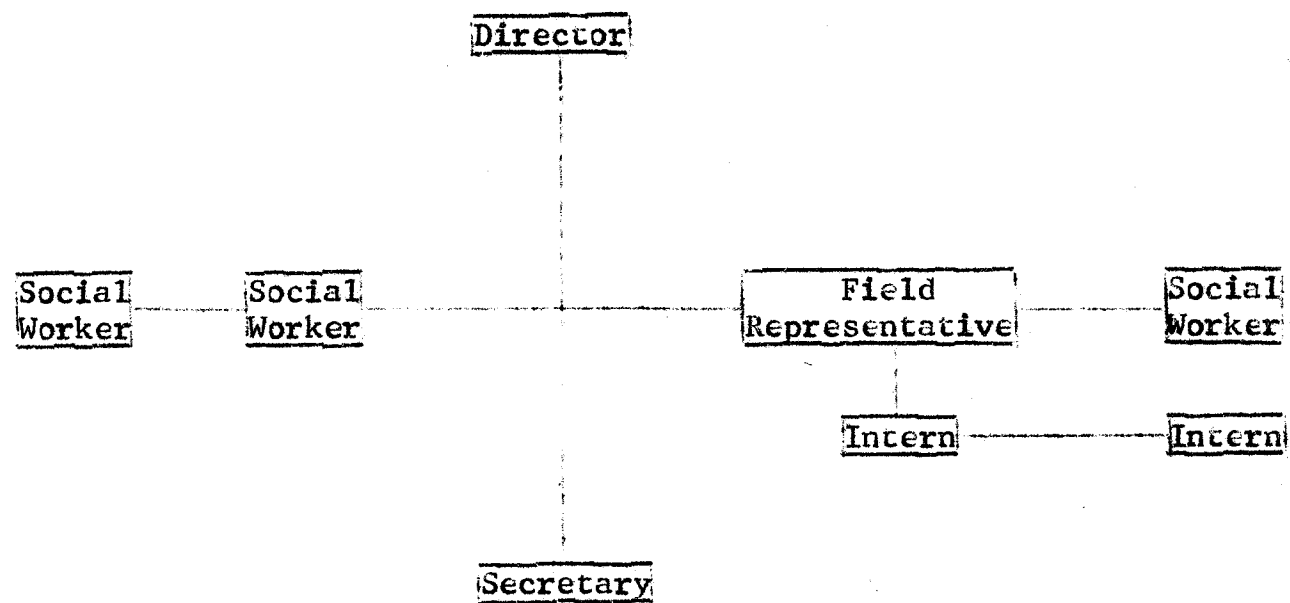 Director
Social
Worker
Social
Worker
Field
Representative
Social
Worker
Intern
Intern
Secretary